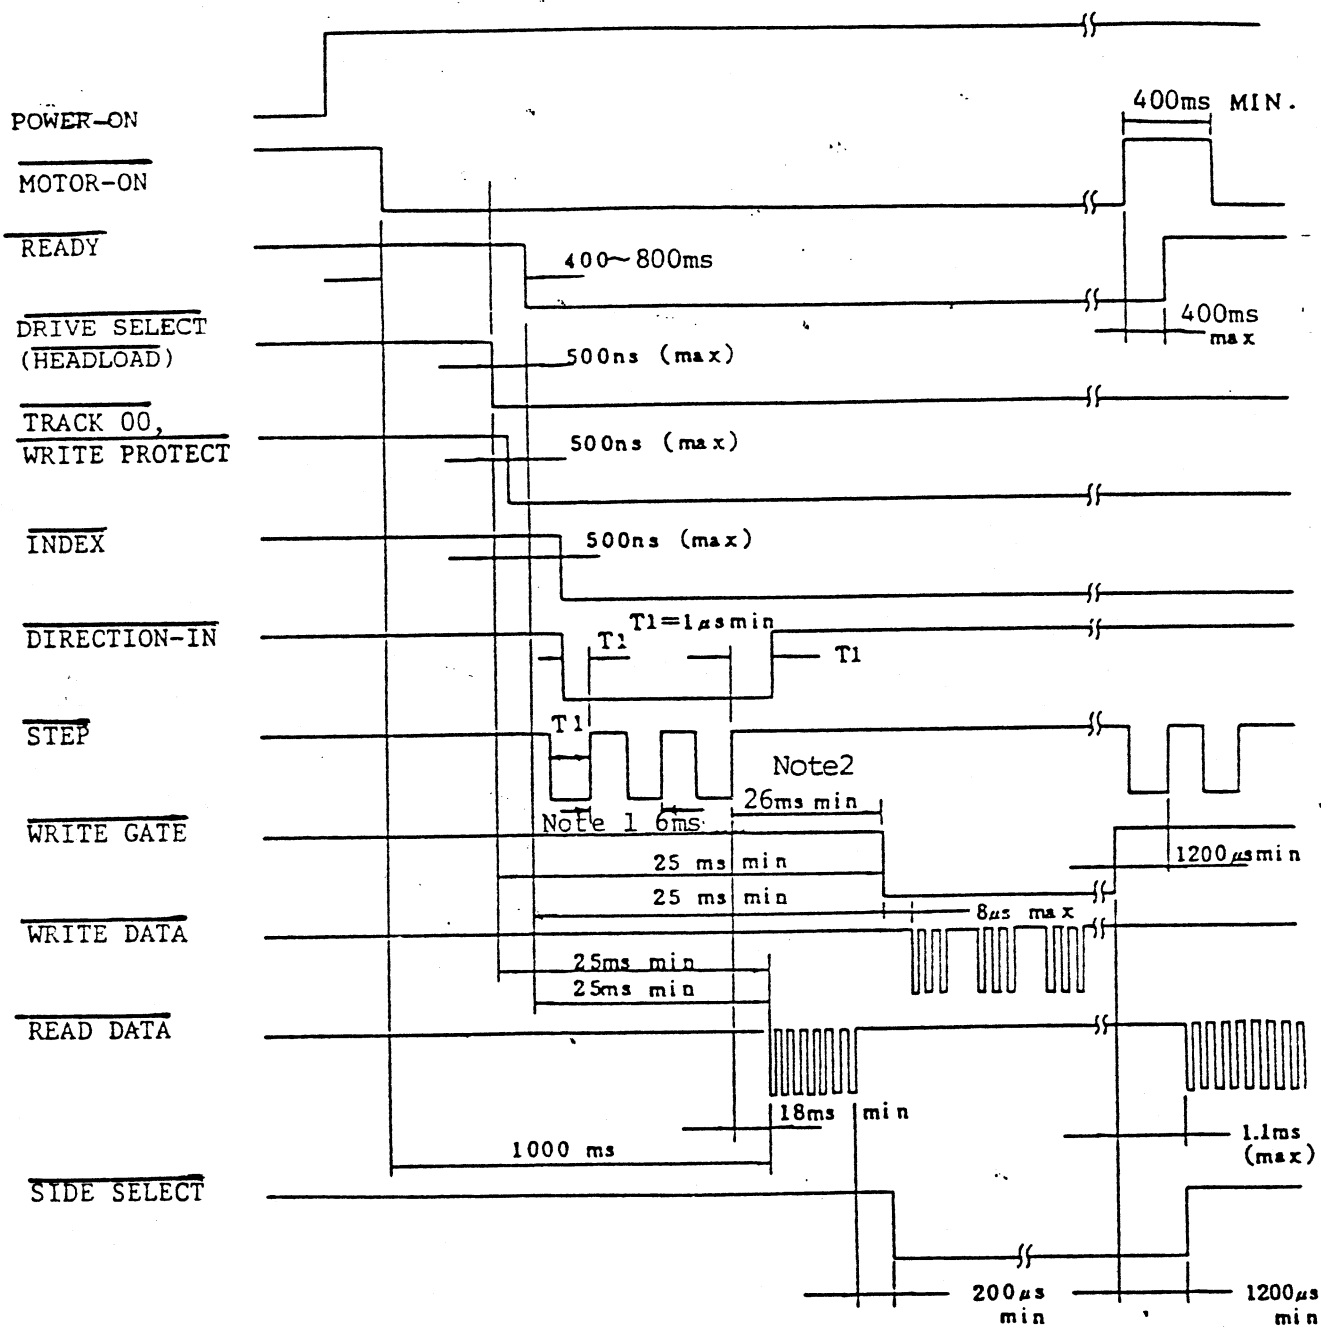 400ms MIN.
POWER-ON
MOTOR-ON
READY
400~800ms
DRIVE SELECT
(HEADLOAD)
400ms
max
500ns (max)
TRACK 00,
WRITE PROTECT
500ns (max)
INDEX
500ns (max)
DIRECTION-IN
T1=1μsmin
T1
T1
STEP
T1
Note2
26ms min
Note 1 6ms
WRITE GATE
25 ms min
1200μsmin
25 ms min
8μs max
WRITE DATA
25ms min
25ms min
READ DATA
18ms min
1.1ms
(max)
1000 ms
SIDE SELECT
200μs
min
1200μs
min